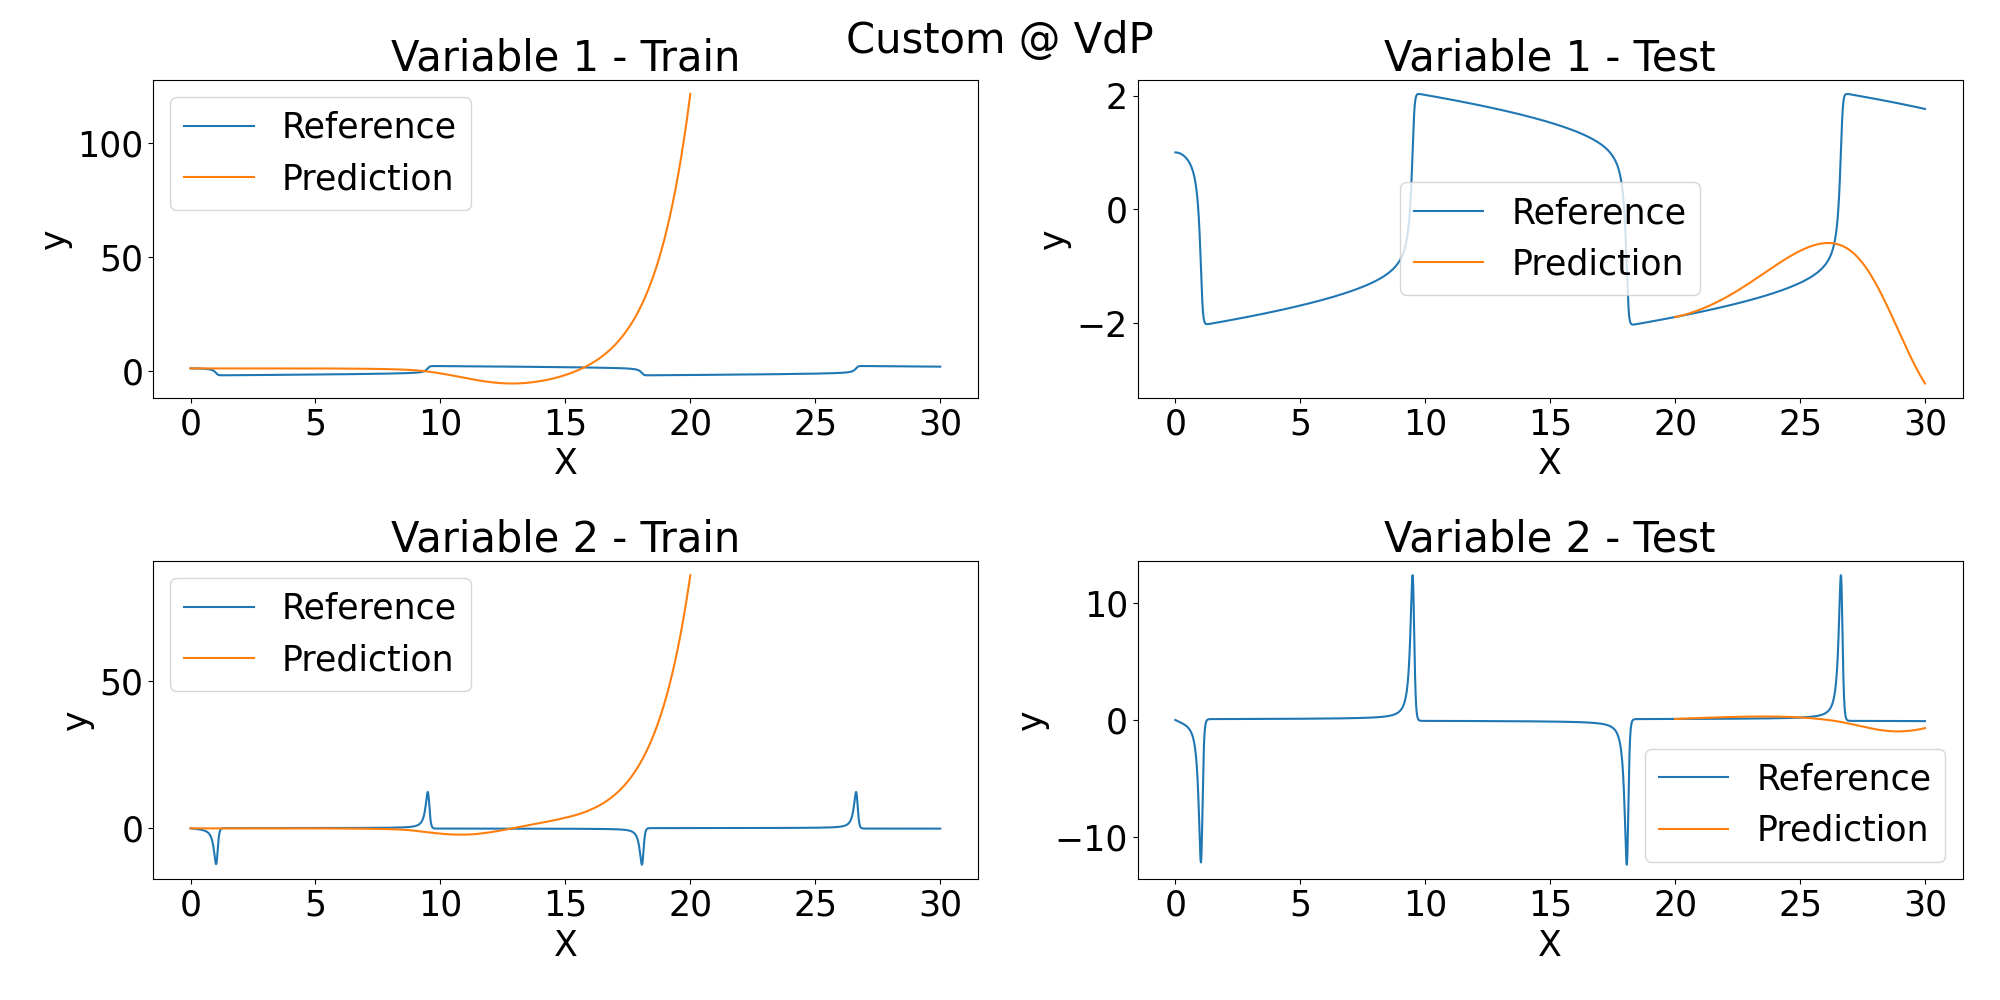 Custom @ VdP
Variable 1 - Train
Reference
Prediction
100
50
0
y
0 5 10 15 20 25 30
X
Variable 1 - Test
Reference
Prediction
2
0
−2
y
0 5 10 15 20 25 30
X
Variable 2 - Train
Reference
Prediction
50
0
y
0 5 10 15 20 25 30
X
Variable 2 - Test
10
0
−10
y
Reference
Prediction
0 5 10 15 20 25 30
X